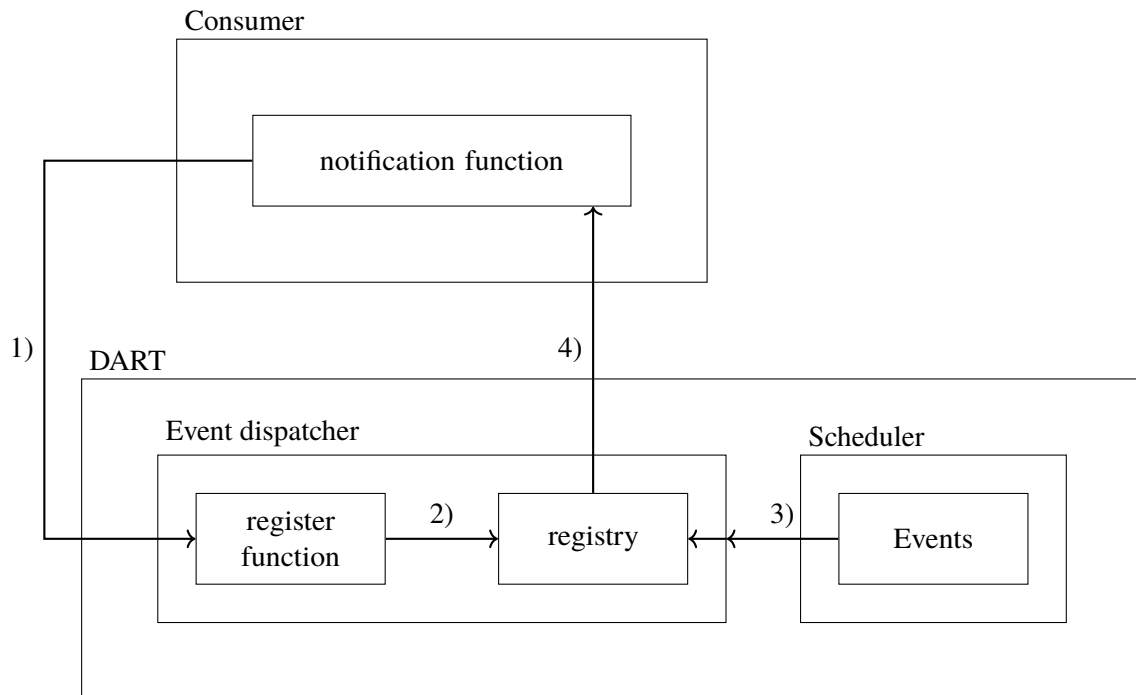 Consumer
notification function
1)
4)
DART
Event dispatcher
Scheduler
register
function
2)
registry
3)
Events